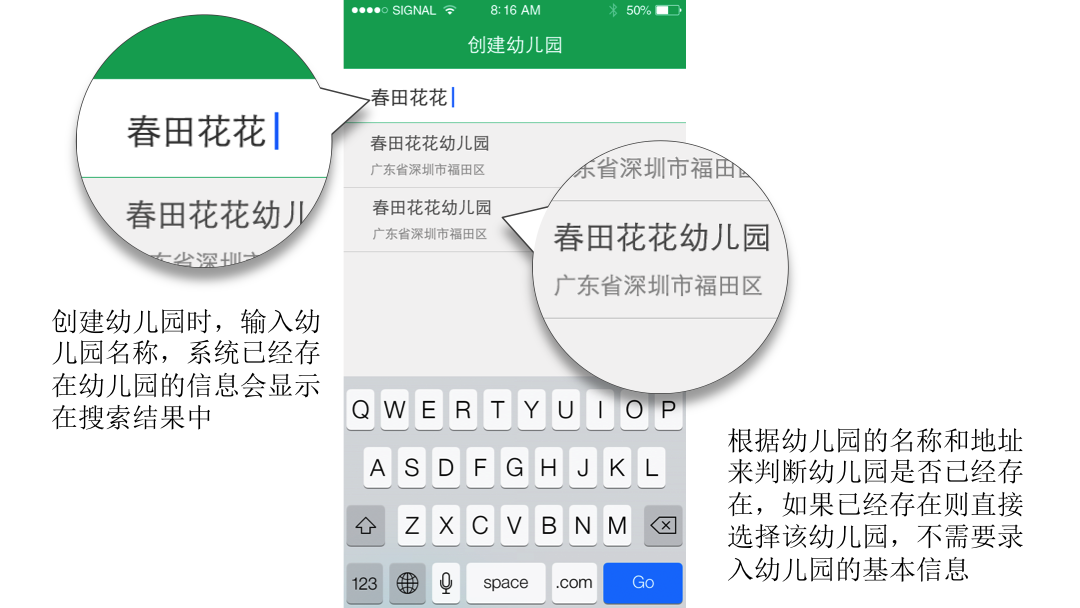 SIGNAL 8:16 AM 50%
创建幼儿园
春田花花
春田花花幼儿园
广东省深圳市福田区
春田花花幼儿园
广东省深圳市福田区
春田花花
春田花花幼儿
东省深圳市
东省深圳市福田区
春田花花幼儿园
广东省深圳市福田区
创建幼儿园时，输入幼
儿园名称，系统已经存
在幼儿园的信息会显示
在搜索结果中
根据幼儿园的名称和地址
来判断幼儿园是否已经存
在，如果已经存在则直接
选择该幼儿园，不需要录
入幼儿园的基本信息
Q W E R T Y U I O P
A S D F G H J K L
Z X C V B N M
123 space .com Go